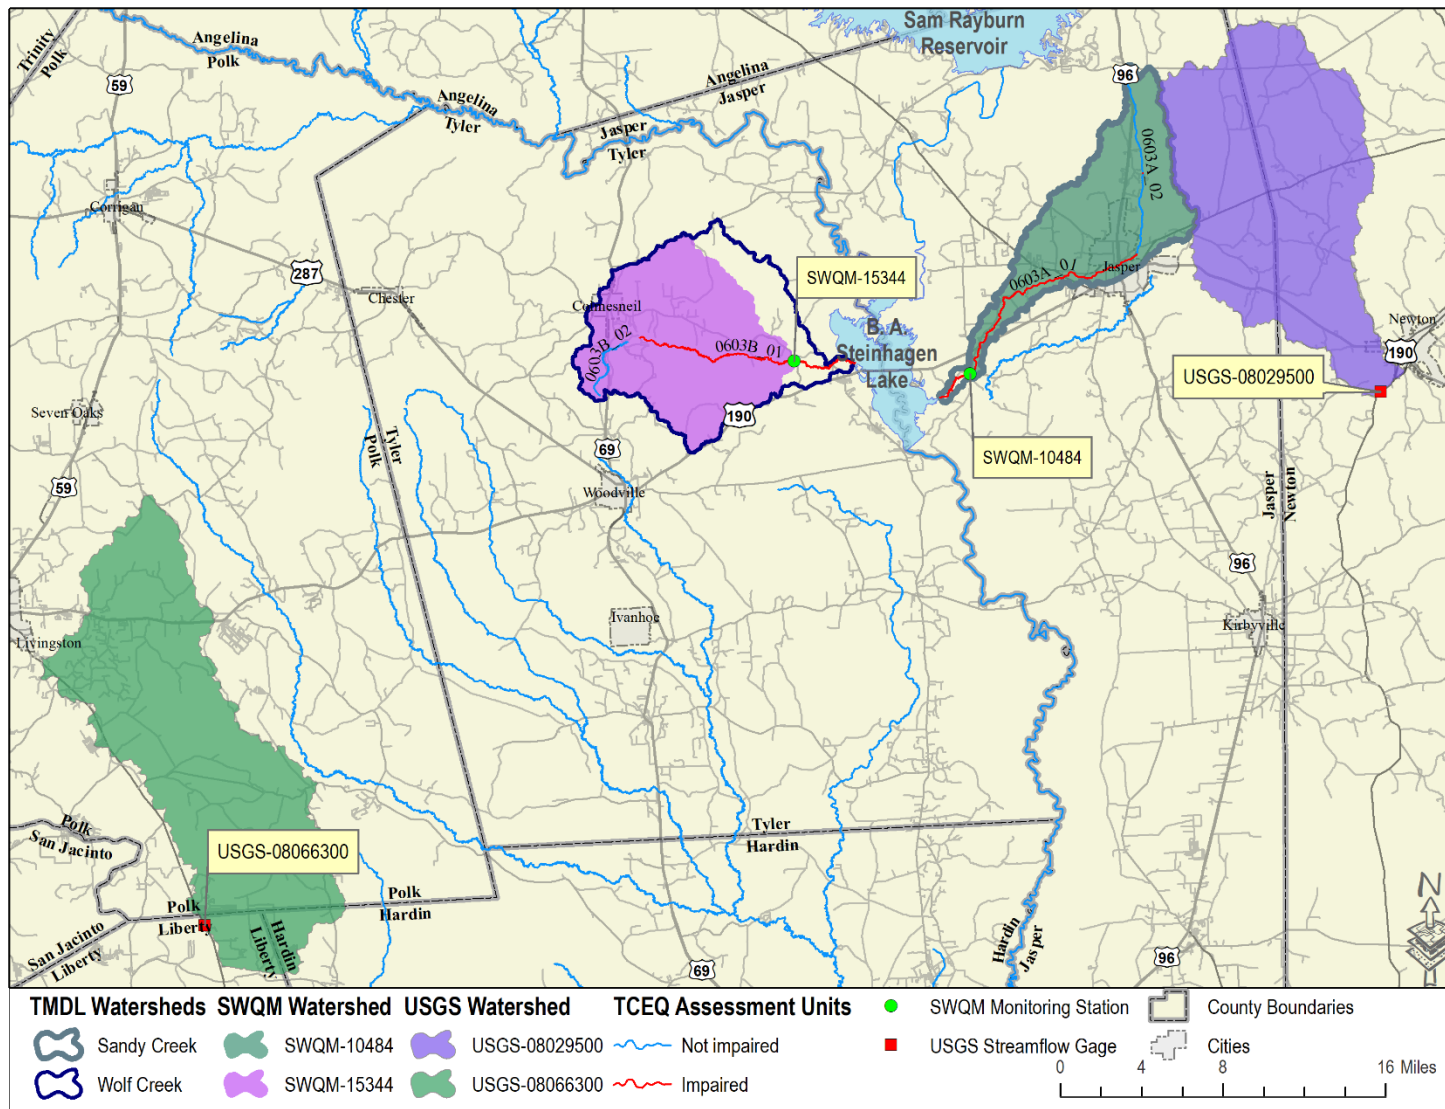 Sam Rayburn
Reservoir
Trinity
Polk
59
Angelina
Polk
Angelina
Tyler
Angelina
Jasper
Jasper
Tyler
96
0603A_02
Corrigan
287
Chester
SWQM-15344
0603A_01
Jasper
Newton
190
0603B_02
0603B_01
B. A.
Steinhagen
Lake
USGS-08029500
Seven Oaks
Tyler
Polk
190
69
SWQM-10484
59
Woodville
Jasper
Newton
96
Ivanhoe
Kirbyville
Livingston
Polk
San Jacinto
USGS-08066300
Tyler
Hardin
Polk
Hardin
Polk
Liberty
Hardin
Liberty
San Jacinto
Liberty
Hardin
Jasper
69
96
N
TMDL Watersheds SWQM Watershed USGS Watershed TCEQ Assessment Units SWQM Monitoring Station County Boundaries
Sandy Creek SWQM-10484 USGS-08029500 Not impaired USGS Streamflow Gage Cities
Wolf Creek SWQM-15344 USGS-08066300 Impaired
0 4 8 16 Miles